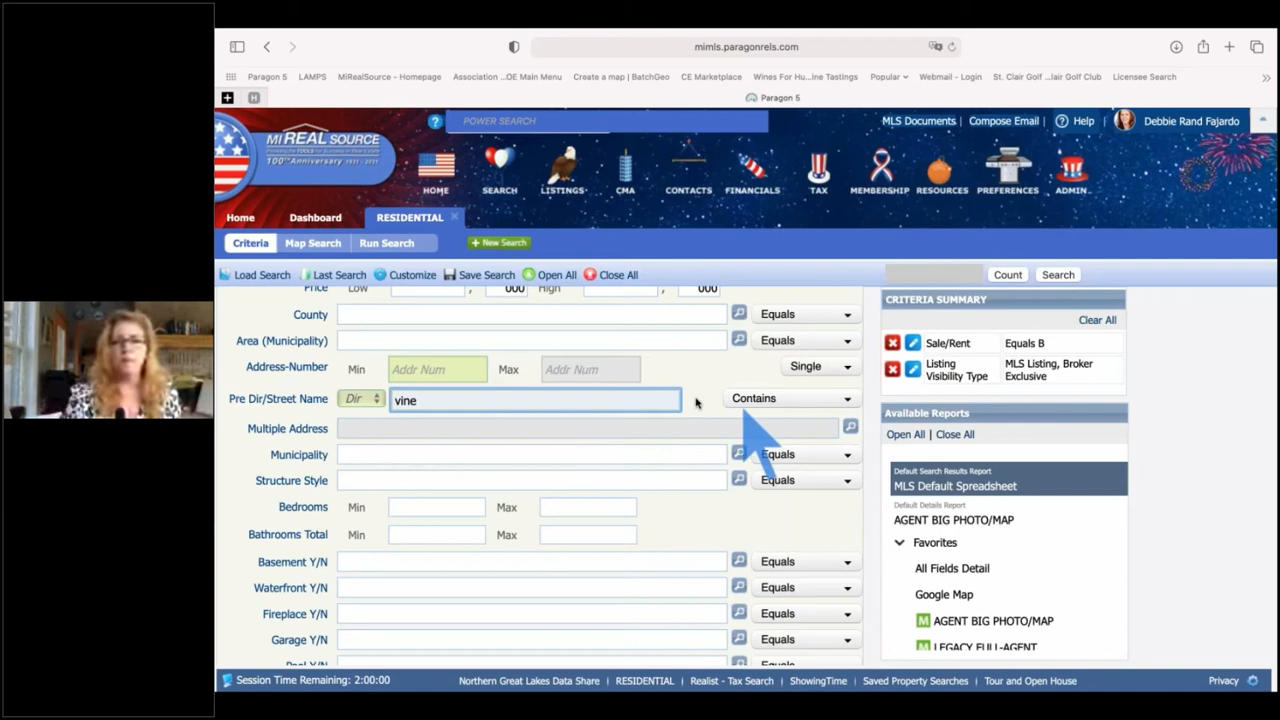 mimls.paragonrels.com
Paragon 5 LAMPS MiRealSource - Homepage Association ...OE Main Menu Create a map | BatchGeo CE Marketplace Wines For Hu...ine Tastings Popular Webmail - Login St. Clair Golf ...lair Golf Club Licensee Search
Paragon 5
MiREAL SOURCE
100th Anniversary 1921 - 2021
? POWER SEARCH MLS Documents Compose Email ? Help Debbie Rand Fajardo
HOME SEARCH LISTINGS CMA CONTACTS FINANCIALS TAX MEMBERSHIP RESOURCES PREFERENCES ADMIN
Home Dashboard RESIDENTIAL
Criteria Map Search Run Search + New Search
Load Search Last Search Customize Save Search Open All Close All Count Search
Price Low , 000 High , 000
County Equals
Area (Municipality) Equals
Address-Number Min Addr Num Max Addr Num Single
Pre Dir/Street Name Dir vine Contains
Multiple Address
Municipality Equals
Structure Style Equals
Bedrooms Min Max
Bathrooms Total Min Max
Basement Y/N Equals
Waterfront Y/N Equals
Fireplace Y/N Equals
Garage Y/N Equals
Pool Y/N Equals
CRITERIA SUMMARY
Clear All
Sale/Rent Equals B
Listing Visibility Type MLS Listing, Broker Exclusive
Available Reports
Open All | Close All
Default Search Results Report
MLS Default Spreadsheet
Default Details Report
AGENT BIG PHOTO/MAP
Favorites
All Fields Detail
Google Map
M AGENT BIG PHOTO/MAP
M LEGACY FULL-AGENT
Session Time Remaining: 2:00:00 Northern Great Lakes Data Share | RESIDENTIAL | Realist - Tax Search | ShowingTime | Saved Property Searches | Tour and Open House Privacy